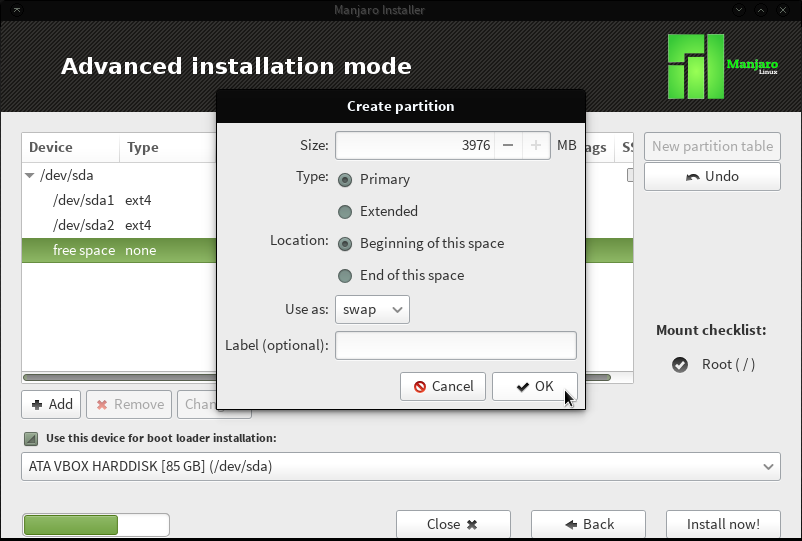 Manjaro Installer
Advanced installation mode
Manjaro
Linux
Create partition
Device Type
/dev/sda
/dev/sda1 ext4
/dev/sda2 ext4
free space none
Size: 3976 MB
Type: Primary
Extended
Location: Beginning of this space
End of this space
Use as: swap
Label (optional):
Cancel OK
New partition table
Undo
Mount checklist:
Root ( / )
Add Remove
Use this device for boot loader installation:
ATA VBOX HARDDISK [85 GB] (/dev/sda)
Close Back Install now!